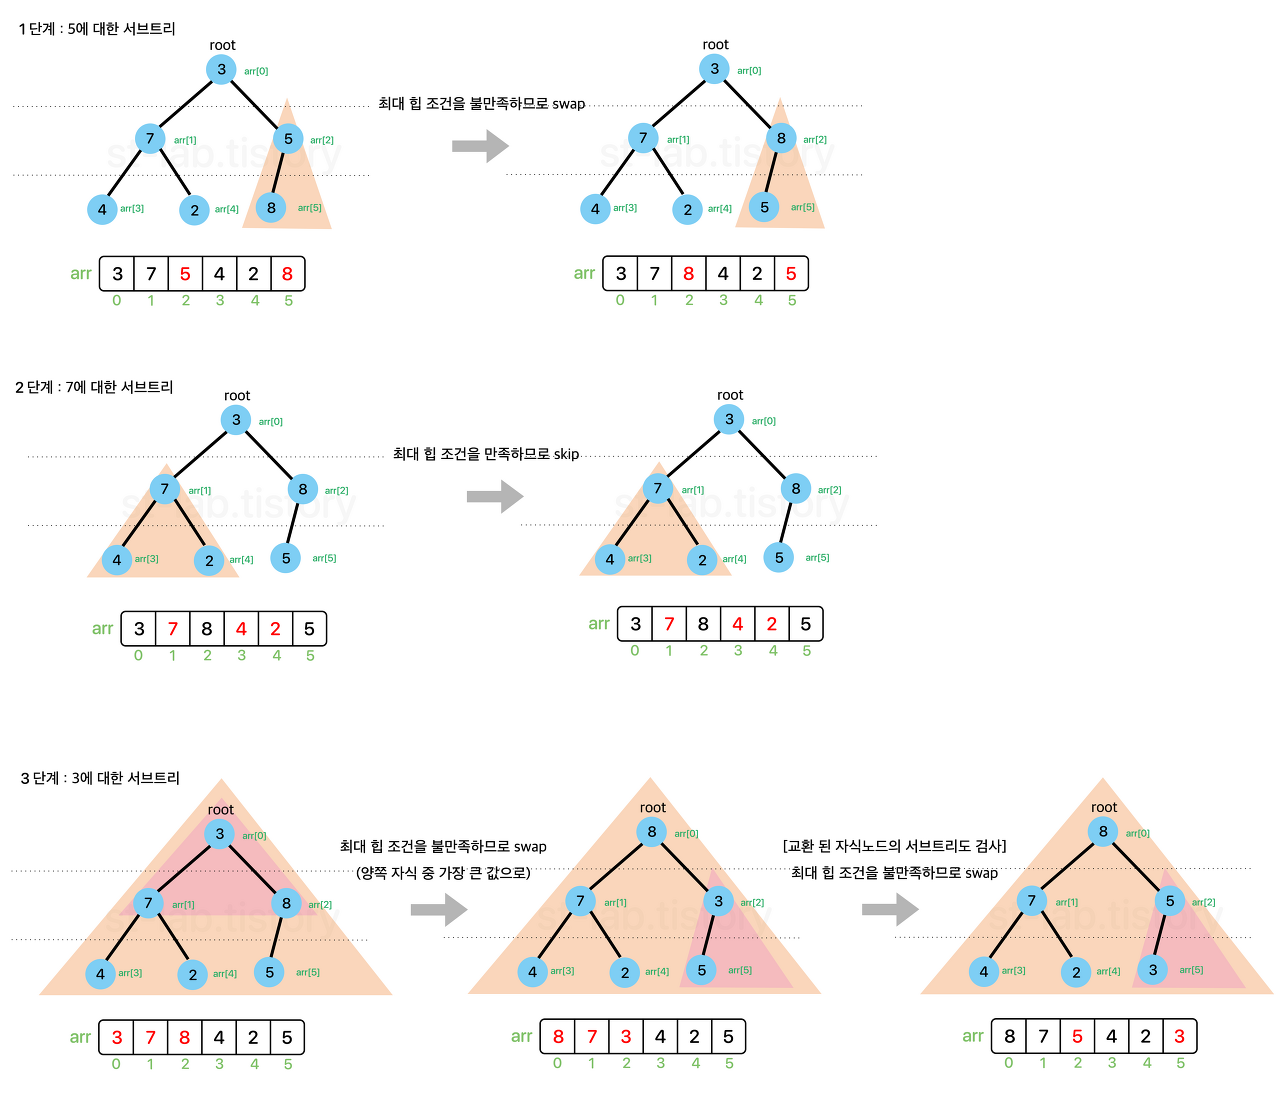 1 단계 : 5에 대한 서브트리
root
3 arr[0]
7 arr[1] 5 arr[2]
4 arr[3] 2 arr[4] 8 arr[5]
arr 3 7 5 4 2 8
0 1 2 3 4 5
최대 힙 조건을 불만족하므로 swap
root
3 arr[0]
7 arr[1] 8 arr[2]
4 arr[3] 2 arr[4] 5 arr[5]
arr 3 7 8 4 2 5
0 1 2 3 4 5
2 단계 : 7에 대한 서브트리
root
3 arr[0]
7 arr[1] 8 arr[2]
4 arr[3] 2 arr[4] 5 arr[5]
arr 3 7 8 4 2 5
0 1 2 3 4 5
최대 힙 조건을 만족하므로 skip
root
3 arr[0]
7 arr[1] 8 arr[2]
4 arr[3] 2 arr[4] 5 arr[5]
arr 3 7 8 4 2 5
0 1 2 3 4 5
3 단계 : 3에 대한 서브트리
root
3 arr[0]
7 arr[1] 8 arr[2]
4 arr[3] 2 arr[4] 5 arr[5]
arr 3 7 8 4 2 5
0 1 2 3 4 5
최대 힙 조건을 불만족하므로 swap
(양쪽 자식 중 가장 큰 값으로)
root
8 arr[0]
7 arr[1] 3 arr[2]
4 arr[3] 2 arr[4] 5 arr[5]
arr 8 7 3 4 2 5
0 1 2 3 4 5
[교환 된 자식노드의 서브트리도 검사]
최대 힙 조건을 불만족하므로 swap
root
8 arr[0]
7 arr[1] 5 arr[2]
4 arr[3] 2 arr[4] 3 arr[5]
arr 8 7 5 4 2 3
0 1 2 3 4 5